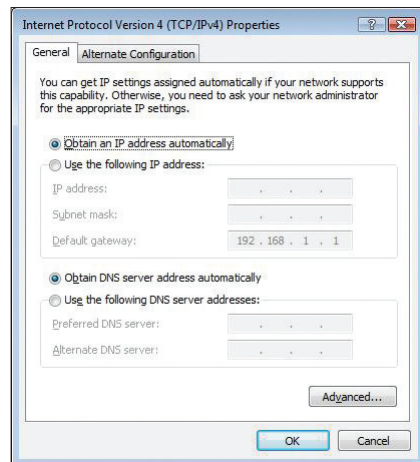 Internet Protocol Version 4 (TCP/IPv4) Properties
General
Alternate Configuration
You can get IP settings assigned automatically if your network supports
this capability. Otherwise, you need to ask your network administrator
for the appropriate IP settings.
Obtain an IP address automatically
Use the following IP address:
IP address:
Subnet mask:
Default gateway: 192 . 168 . 1 . 1
Obtain DNS server address automatically
Use the following DNS server addresses:
Preferred DNS server:
Alternate DNS server:
Advanced...
OK
Cancel